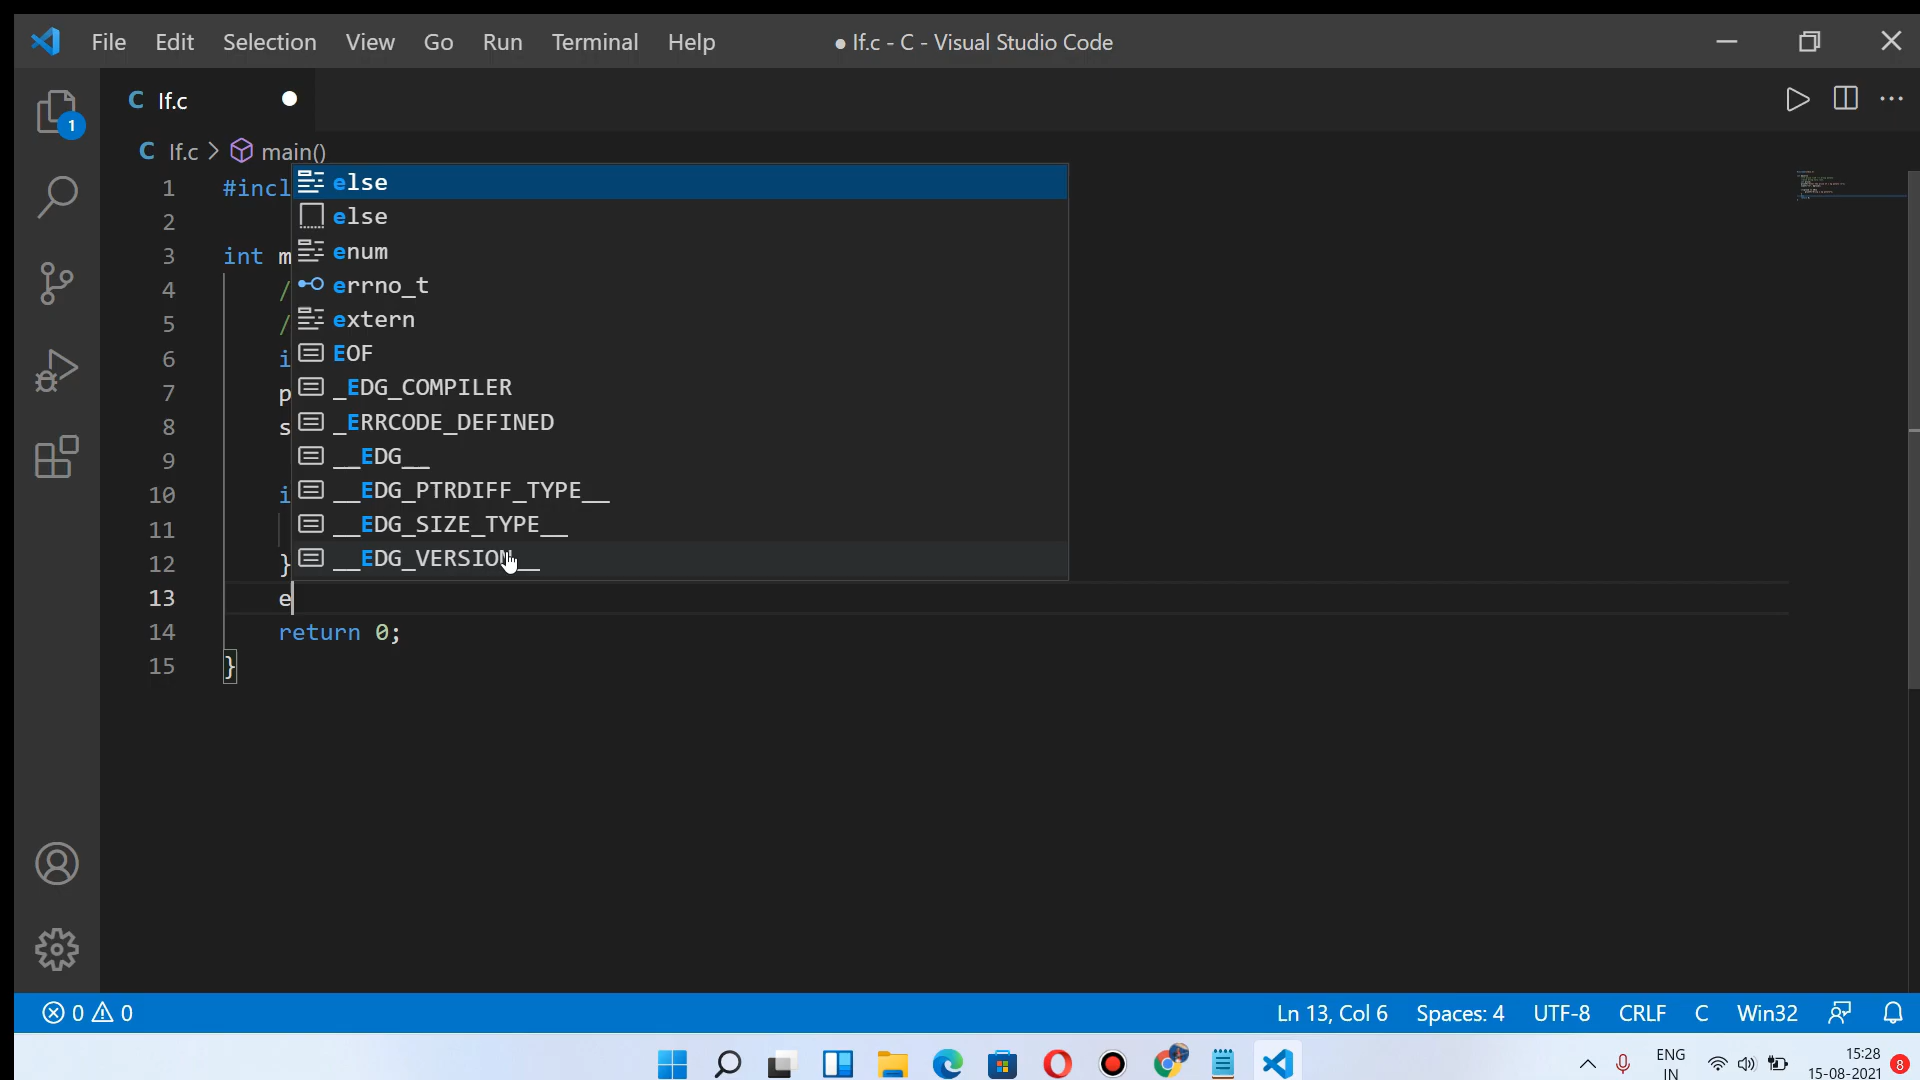 File Edit Selection View Go Run Terminal Help ● If.c - C - Visual Studio Code
1
C If.c ●
C If.c > main()
1 #incl
2
3 int m
4 /
5 /
6 i
7 p
8 s
9
10 i
11
12 }
13 e
14 return 0;
15 }
else
else
enum
errno_t
extern
EOF
_EDG_COMPILER
_ERRCODE_DEFINED
__EDG__
__EDG_PTRDIFF_TYPE__
__EDG_SIZE_TYPE__
__EDG_VERSION__
0 0 Ln 13, Col 6 Spaces: 4 UTF-8 CRLF C Win32
ENG 15:28
IN 15-08-2021 8